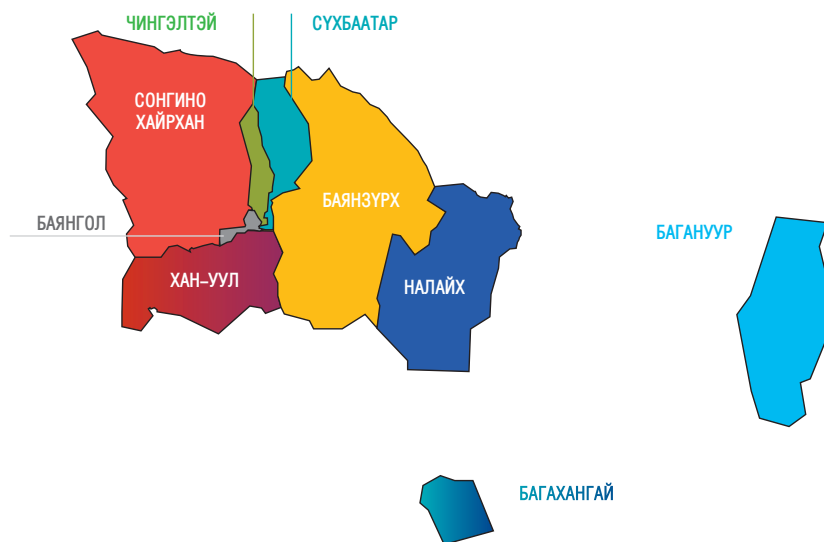 ЧИНГЭЛТЭЙ
СҮХБААТАР
СОНГИНО
ХАЙРХАН
БАЯНЗҮРХ
БАЯНГОЛ
БАГАНУУР
ХАН–УУЛ
НАЛАЙХ
БАГАХАНГАЙ